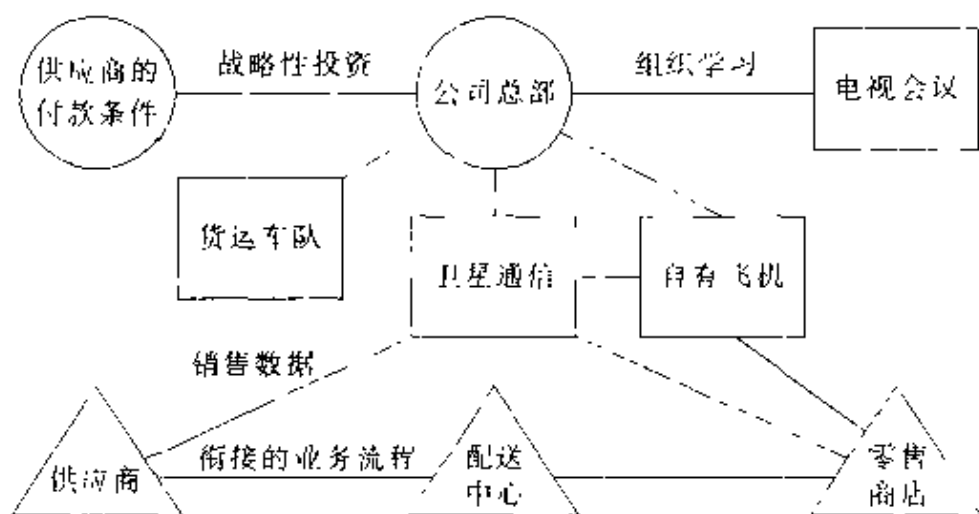 供应商的
付款条件
战略性投资
公司总部
组织学习
电视会议
货运车队
卫星通信
自有飞机
销售数据
供应商
衔接的业务流程
配送
中心
零售
商店